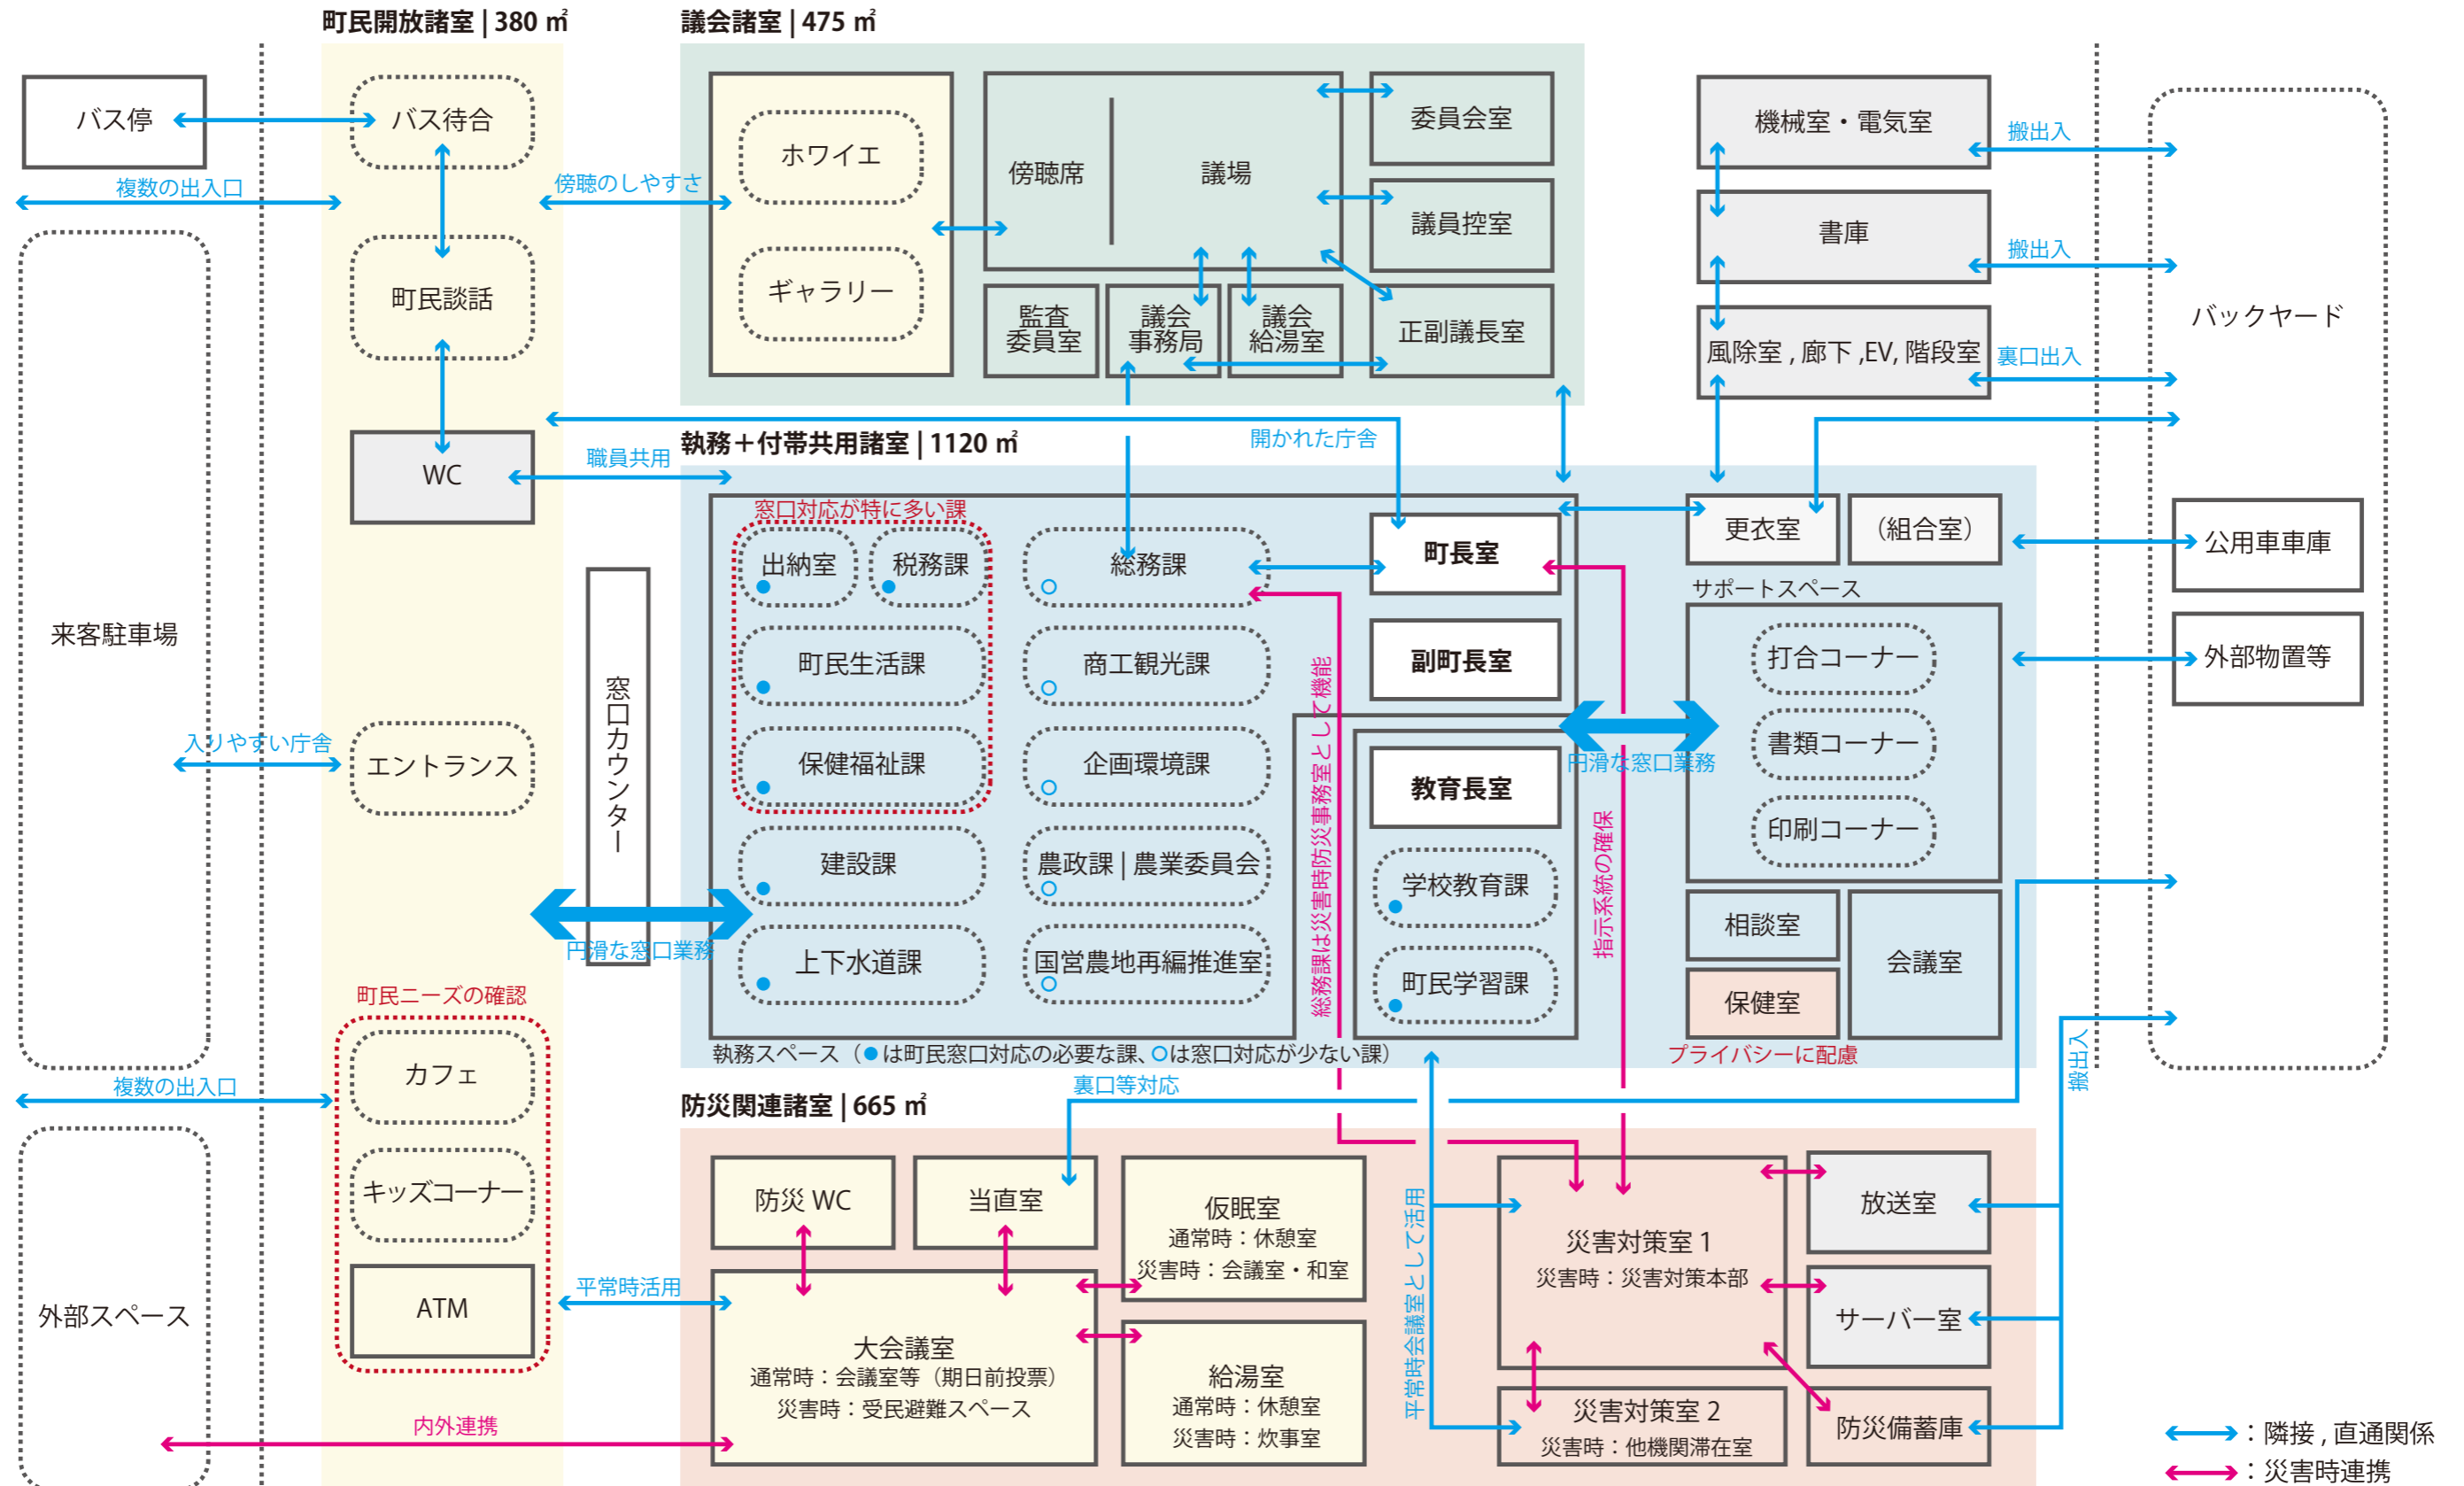 町民開放諸室 | 380 ㎡
議会諸室 | 475 ㎡
バス停
バス待合
複数の出入口
傍聴のしやすさ
町民談話
WC
職員共用
来客駐車場
入りやすい庁舎
エントランス
窓口カウンター
円滑な窓口業務
町民ニーズの確認
カフェ
複数の出入口
キッズコーナー
ATM
平常時活用
外部スペース
内外連携
ホワイエ
ギャラリー
傍聴席
議場
委員会室
議員控室
正副議長室
監査
委員室
議会
事務局
議会
給湯室
機械室・電気室
書庫
風除室 , 廊下 ,EV, 階段室
搬出入
搬出入
裏口出入
バックヤード
執務＋付帯共用諸室 | 1120 ㎡
開かれた庁舎
窓口対応が特に多い課
出納室
税務課
町民生活課
保健福祉課
建設課
上下水道課
総務課
商工観光課
企画環境課
農政課 | 農業委員会
国営農地再編推進室
町長室
副町長室
教育長室
学校教育課
町民学習課
総務課は災害時防災事務室として機能
指示系統の確保
円滑な窓口業務
更衣室
（組合室）
サポートスペース
打合コーナー
書類コーナー
印刷コーナー
相談室
保健室
会議室
プライバシーに配慮
公用車車庫
外部物置等
執務スペース（●は町民窓口対応の必要な課、○は窓口対応が少ない課）
裏口等対応
搬出入
防災関連諸室 | 665 ㎡
防災 WC
当直室
仮眠室
通常時：休憩室
災害時：会議室・和室
大会議室
通常時：会議室等（期日前投票）
災害時：受民避難スペース
給湯室
通常時：休憩室
災害時：炊事室
平常時会議室として活用
災害対策室 1
災害時：災害対策本部
災害対策室 2
災害時：他機関滞在室
放送室
サーバー室
防災備蓄庫
：隣接 , 直通関係
：災害時連携